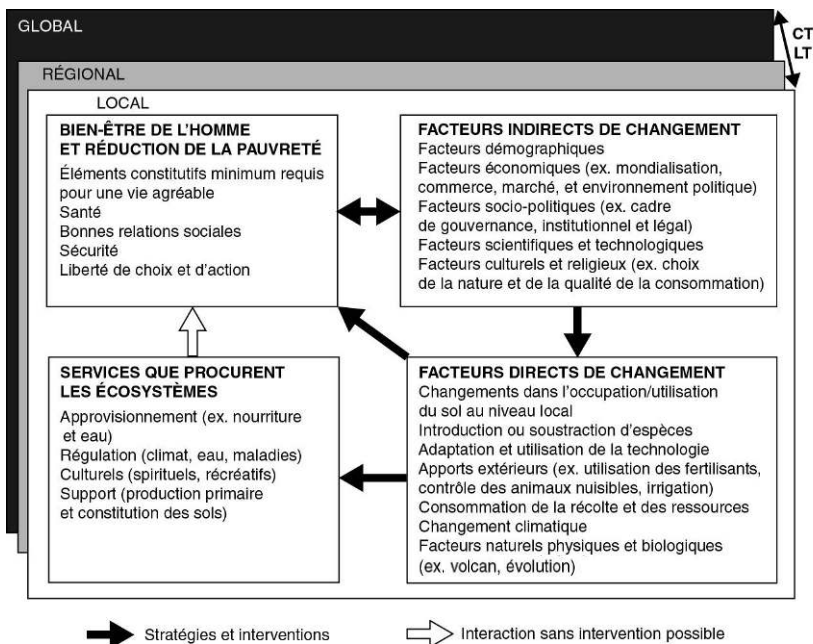 GLOBAL
CT
LT
RÉGIONAL
LOCAL
BIEN-ÊTRE DE L'HOMME
ET RÉDUCTION DE LA PAUVRETÉ
Éléments constitutifs minimum requis
pour une vie agréable
Santé
Bonnes relations sociales
Sécurité
Liberté de choix et d'action
FACTEURS INDIRECTS DE CHANGEMENT
Facteurs démographiques
Facteurs économiques (ex. mondialisation,
commerce, marché, et environnement politique)
Facteurs socio-politiques (ex. cadre
de gouvernance, institutionnel et légal)
Facteurs scientifiques et technologiques
Facteurs culturels et religieux (ex. choix
de la nature et de la qualité de la consommation)
SERVICES QUE PROCURENT
LES ÉCOSYSTÈMES
Approvisionnement (ex. nourriture
et eau)
Régulation (climat, eau, maladies)
Culturels (spirituels, récréatifs)
Support (production primaire
et constitution des sols)
FACTEURS DIRECTS DE CHANGEMENT
Changements dans l'occupation/utilisation
du sol au niveau local
Introduction ou soustraction d'espèces
Adaptation et utilisation de la technologie
Apports extérieurs (ex. utilisation des fertilisants,
contrôle des animaux nuisibles, irrigation)
Consommation de la récolte et des ressources
Changement climatique
Facteurs naturels physiques et biologiques
(ex. volcan, évolution)
Stratégies et interventions
Interaction sans intervention possible